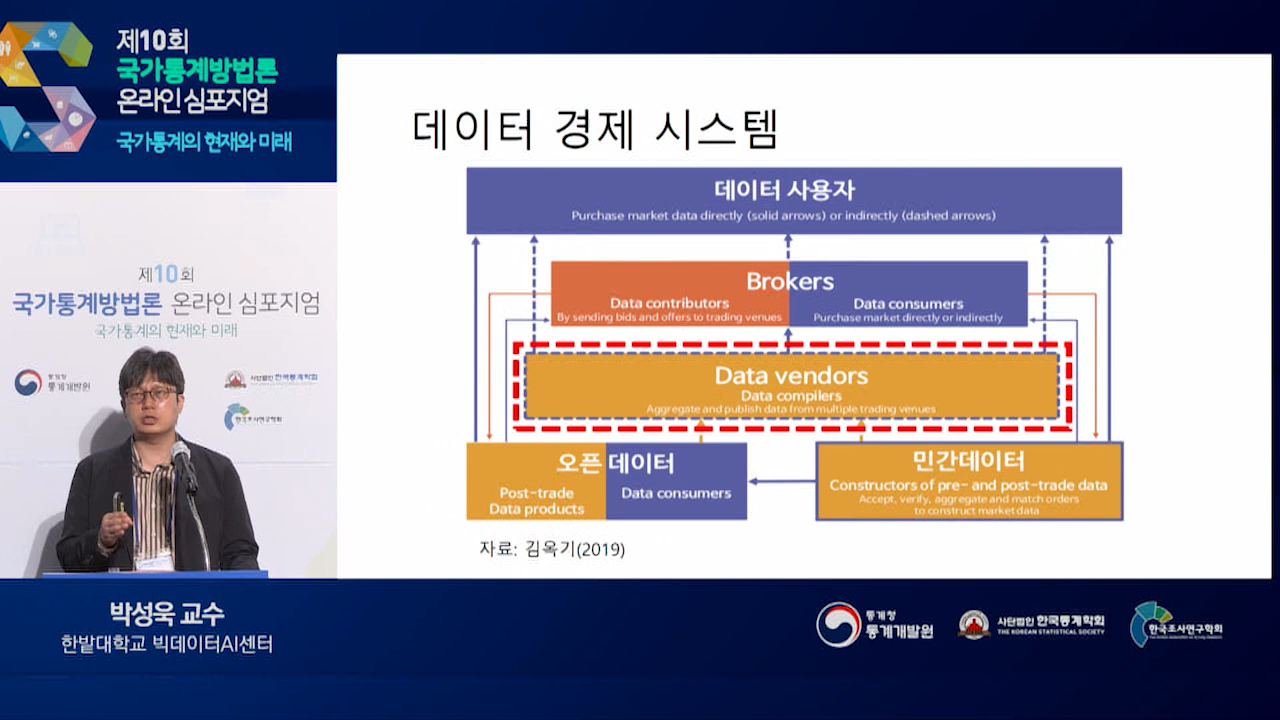 제10회
국가통계방법론
온라인 심포지엄
국가통계의 현재와 미래
데이터 경제 시스템
데이터 사용자
Purchase market data directly (solid arrows) or indirectly (dashed arrows)
Brokers
Data contributors
By sending bids and offers to trading venues
Data consumers
Purchase market directly or indirectly
Data vendors
Data compilers
Aggregate and publish data from multiple trading venues
오픈 데이터
Post-trade
Data products
Data consumers
민간데이터
Constructors of pre- and post-trade data
Accept, verify, aggregate and match orders
to construct market data
자료: 김옥기(2019)
제10회
국가통계방법론 온라인 심포지엄
국가통계의 현재와 미래
통계청
통계개발원
사단법인 한국통계학회
한국조사연구학회
박성욱 교수
한밭대학교 빅데이터AI센터
통계청
통계개발원
사단법인 한국통계학회
THE KOREAN STATISTICAL SOCIETY
한국조사연구학회